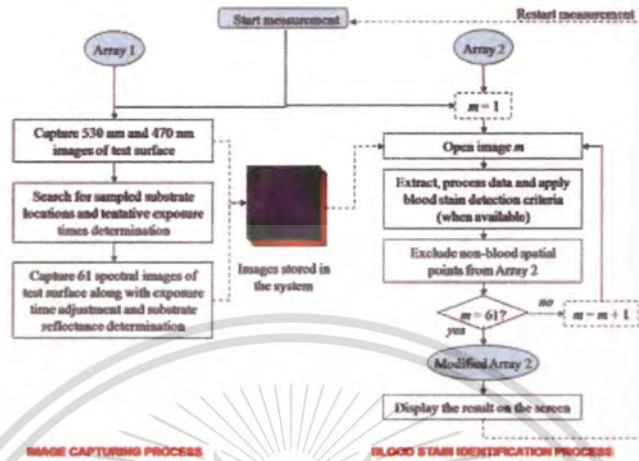 Start measurement
Restart measurement
Array 1
Array 2
m = 1
Capture 530 nm and 470 nm
images of test surface
Open image m
Search for sampled substrate
locations and tentative exposure
times determination
Extract, process data and apply
blood stain detection criteria
(when available)
Images stored in
the system
Exclude non-blood spatial
points from Array 2
Capture 61 spectral images of
test surface along with exposure
time adjustment and substrate
reflectance determination
m = 61?
no
m = m + 1
yes
Modified Array 2
Display the result on the screen
IMAGE CAPTURING PROCESS
BLOOD STAIN IDENTIFICATION PROCESS